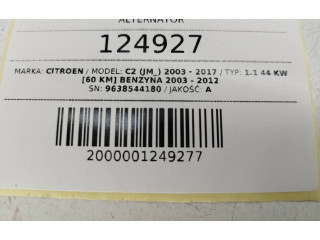 ALTERNATOR
124927
MARKA: CITROEN / MODEL: C2 (JM_) 2003 - 2017 / TYP: 1.1 44 KW
[60 KM] BENZYNA 2003 - 2012
SN: 9638544180 / JAKOŚĆ: A
2000001249277